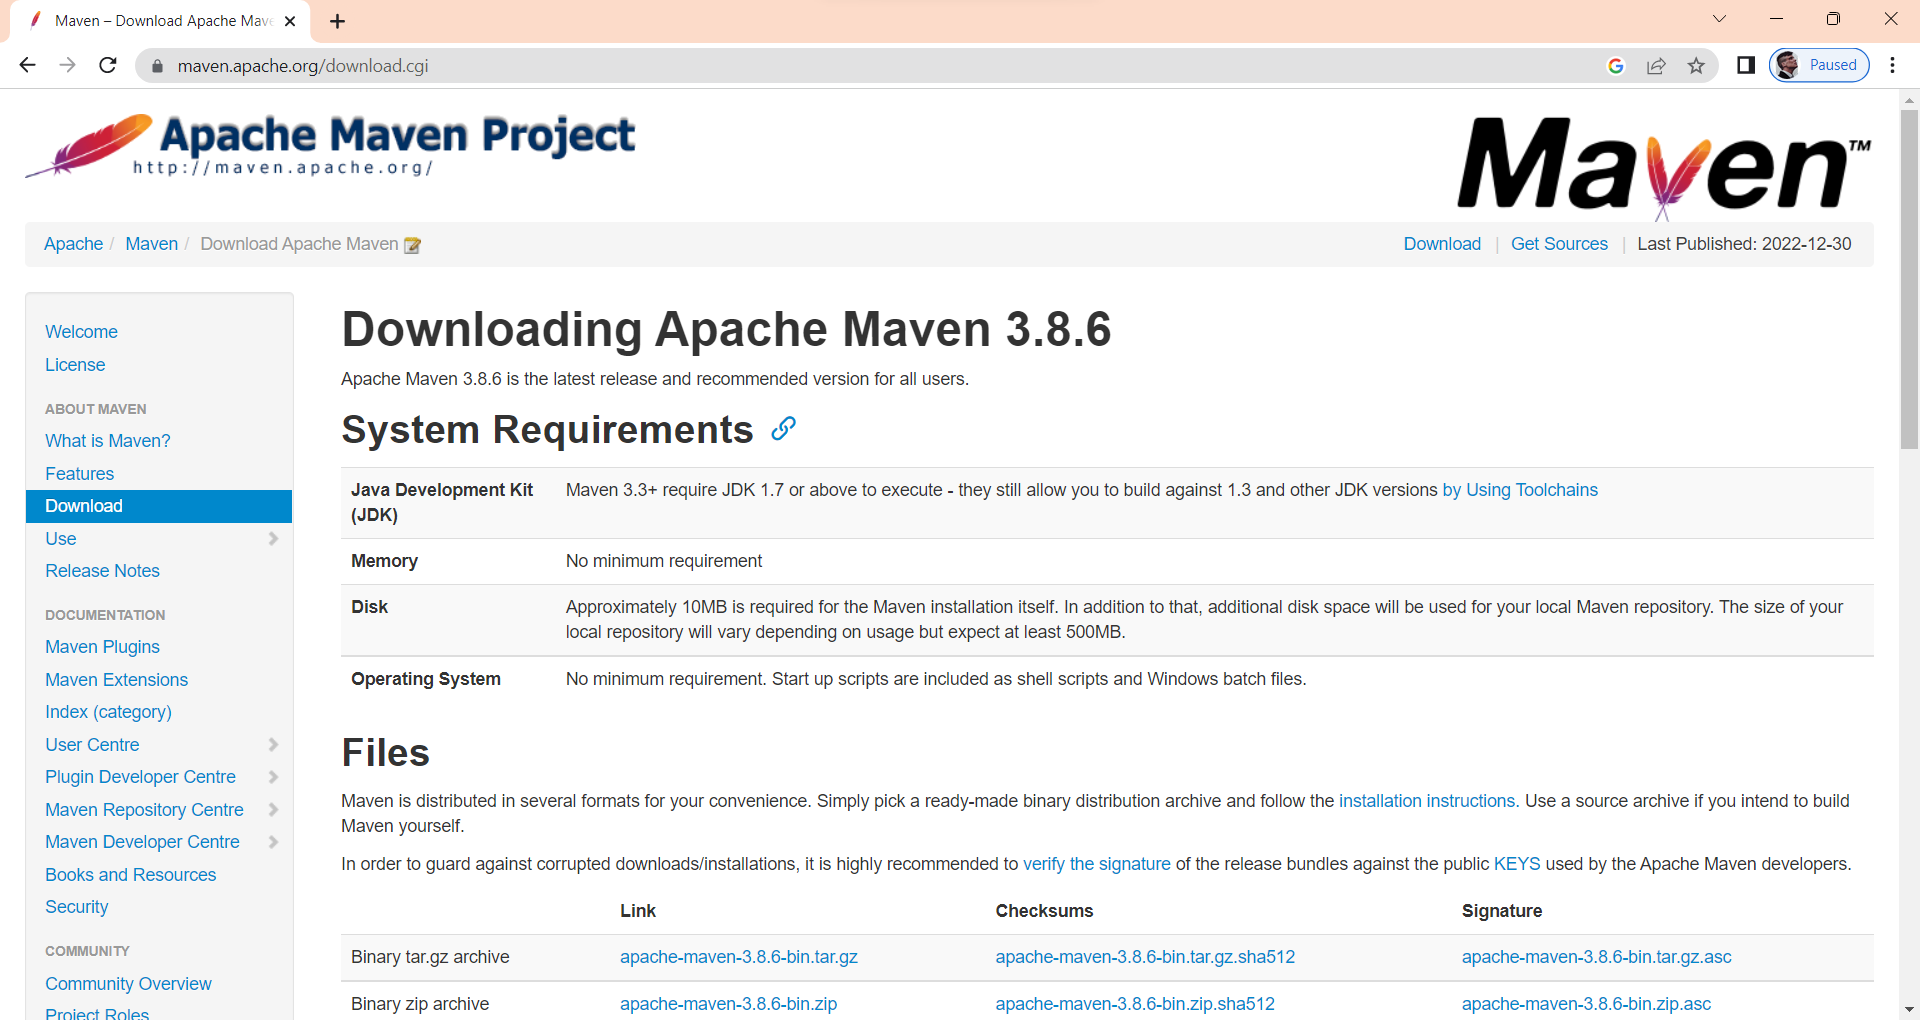 Maven – Download Apache Mav
maven.apache.org/download.cgi
Paused
Apache Maven Project
http://maven.apache.org/
Maven™
Apache / Maven / Download Apache Maven
Download | Get Sources | Last Published: 2022-12-30
Welcome
License
ABOUT MAVEN
What is Maven?
Features
Download
Use
Release Notes
DOCUMENTATION
Maven Plugins
Maven Extensions
Index (category)
User Centre
Plugin Developer Centre
Maven Repository Centre
Maven Developer Centre
Books and Resources
Security
COMMUNITY
Community Overview
Project Roles
Downloading Apache Maven 3.8.6
Apache Maven 3.8.6 is the latest release and recommended version for all users.
System Requirements
Java Development Kit
(JDK)
Maven 3.3+ require JDK 1.7 or above to execute - they still allow you to build against 1.3 and other JDK versions by Using Toolchains
Memory
No minimum requirement
Disk
Approximately 10MB is required for the Maven installation itself. In addition to that, additional disk space will be used for your local Maven repository. The size of your
local repository will vary depending on usage but expect at least 500MB.
Operating System
No minimum requirement. Start up scripts are included as shell scripts and Windows batch files.
Files
Maven is distributed in several formats for your convenience. Simply pick a ready-made binary distribution archive and follow the installation instructions. Use a source archive if you intend to build
Maven yourself.
In order to guard against corrupted downloads/installations, it is highly recommended to verify the signature of the release bundles against the public KEYS used by the Apache Maven developers.
Link Checksums Signature
Binary tar.gz archive apache-maven-3.8.6-bin.tar.gz apache-maven-3.8.6-bin.tar.gz.sha512 apache-maven-3.8.6-bin.tar.gz.asc
Binary zip archive apache-maven-3.8.6-bin.zip apache-maven-3.8.6-bin.zip.sha512 apache-maven-3.8.6-bin.zip.asc